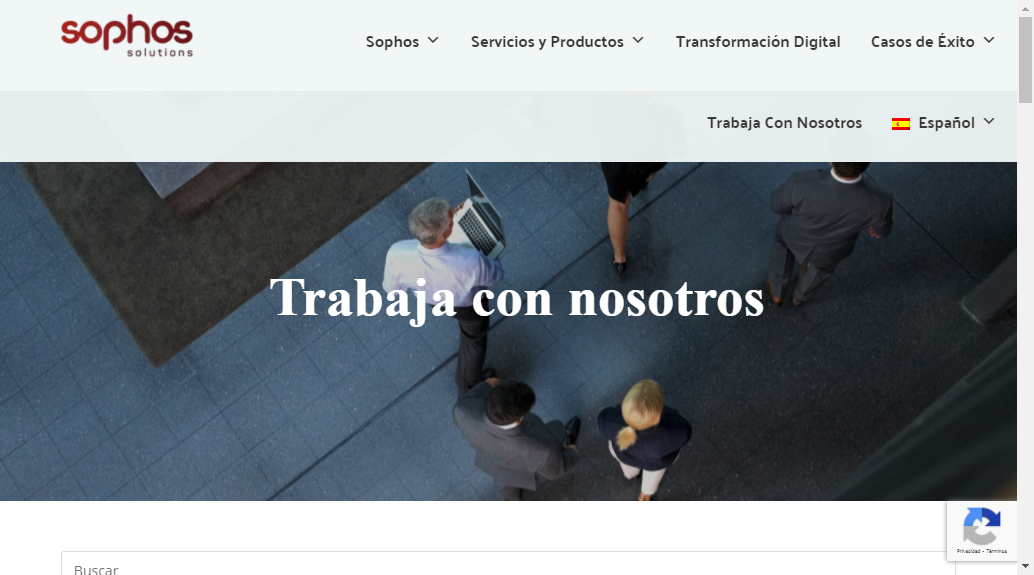 sophos
solutions
Sophos
Servicios y Productos
Transformación Digital
Casos de Éxito
Trabaja Con Nosotros
Español
Trabaja con nosotros
Privacidad - Términos
Buscar